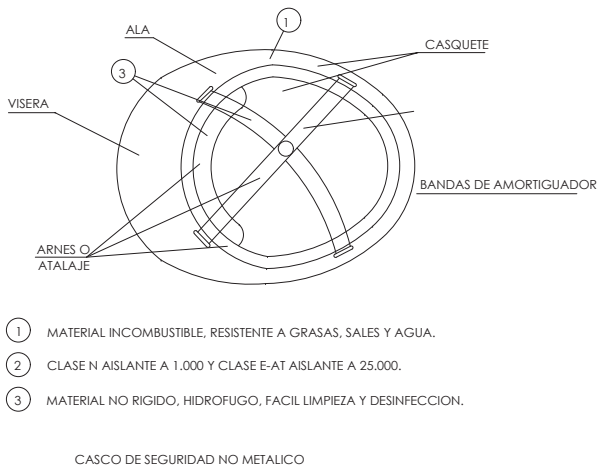 1
ALA
CASQUETE
3
VISERA
BANDAS DE AMORTIGUADOR
ARNES O
ATALAJE
1 MATERIAL INCOMBUSTIBLE, RESISTENTE A GRASAS, SALES Y AGUA.
2 CLASE N AISLANTE A 1.000 Y CLASE E-AT AISLANTE A 25.000.
3 MATERIAL NO RIGIDO, HIDROFUGO, FACIL LIMPIEZA Y DESINFECCION.
CASCO DE SEGURIDAD NO METALICO